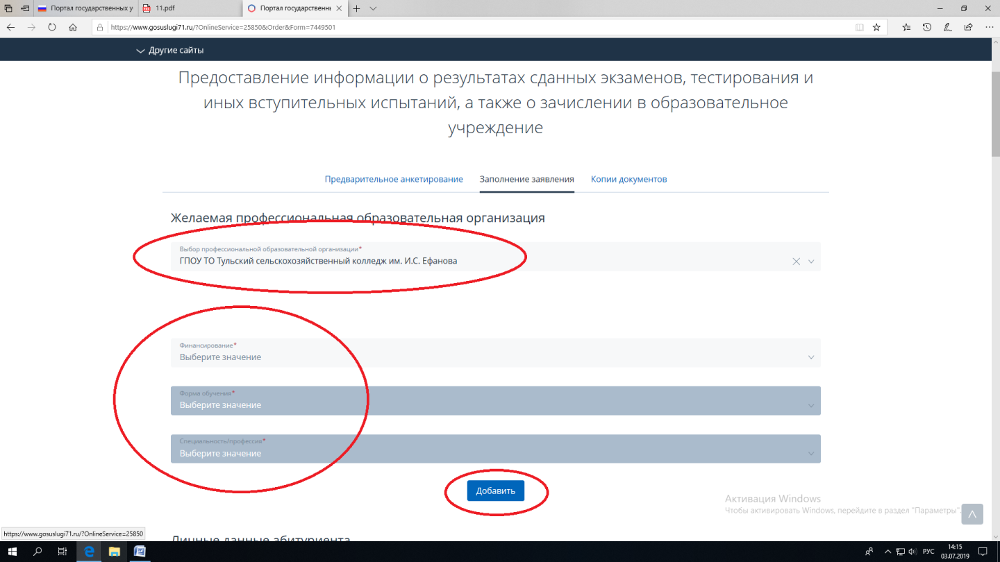 Портал государственных у
11.pdf
Портал государственны
https://www.gosuslugi71.ru/?OnlineService=25850&Order&Form=7449501
Другие сайты
Предоставление информации о результатах сданных экзаменов, тестирования и
иных вступительных испытаний, а также о зачислении в образовательное
учреждение
Предварительное анкетирование
Заполнение заявления
Копии документов
Желаемая профессиональная образовательная организация
Выбор профессиональной образовательной организации*
ГПОУ ТО Тульский сельскохозяйственный колледж им. И.С. Ефанова
Финансирование*
Выберите значение
Форма обучения*
Выберите значение
Специальность/профессия*
Выберите значение
Добавить
Активация Windows
Чтобы активировать Windows, перейдите в раздел "Параметры".
https://www.gosuslugi71.ru/?OnlineService=25850
Личные данные абитуриента
РУС
14:15
03.07.2019